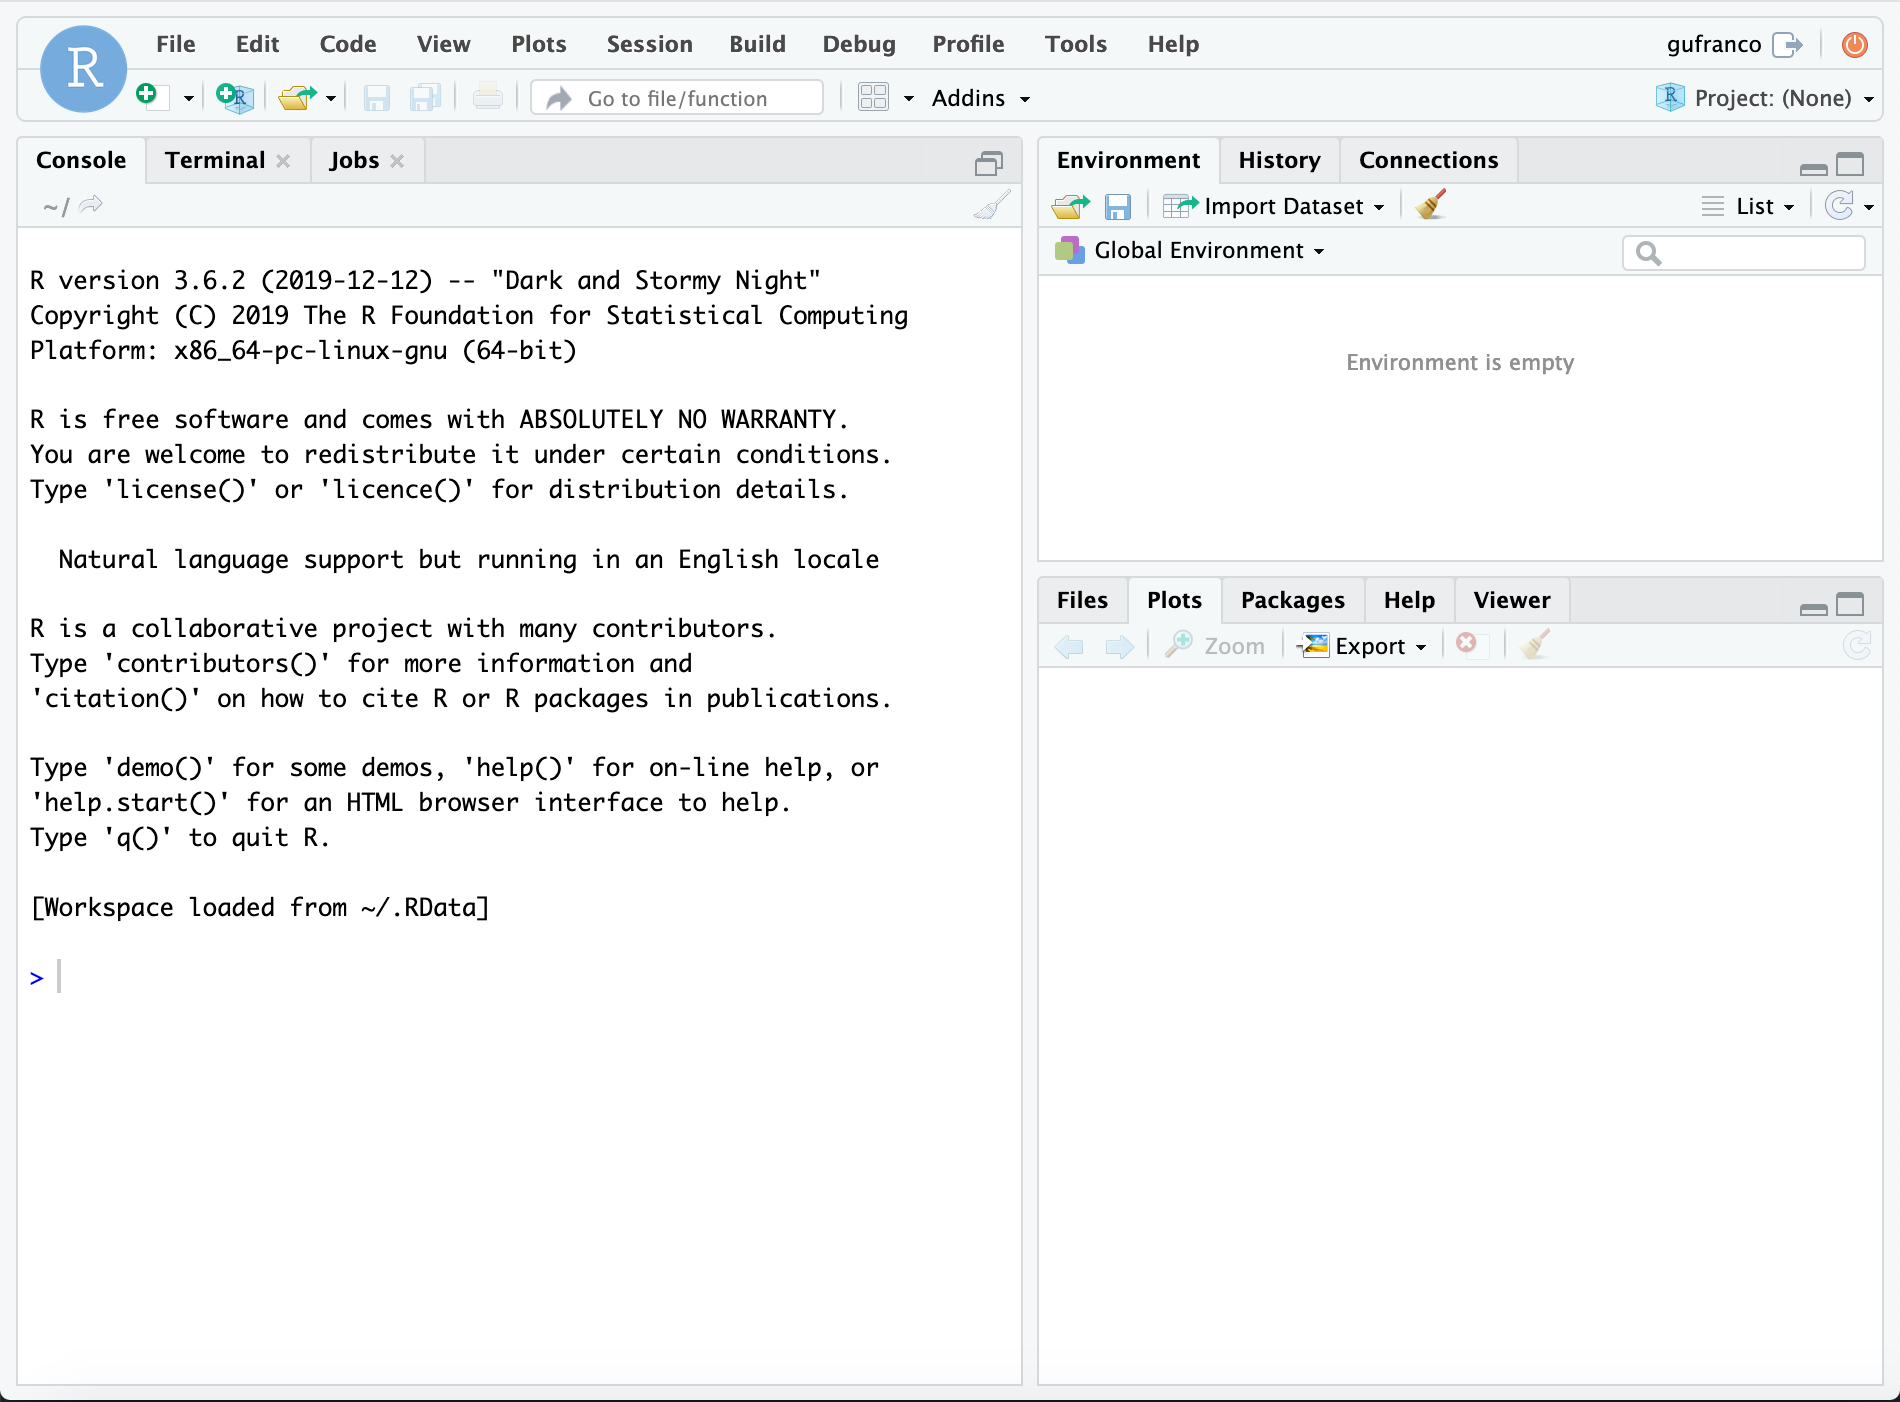 R
File Edit Code View Plots Session Build Debug Profile Tools Help
gufranco
R
Go to file/function
Addins
R Project: (None)
Console Terminal Jobs
~/
R version 3.6.2 (2019-12-12) -- "Dark and Stormy Night"
Copyright (C) 2019 The R Foundation for Statistical Computing
Platform: x86_64-pc-linux-gnu (64-bit)
R is free software and comes with ABSOLUTELY NO WARRANTY.
You are welcome to redistribute it under certain conditions.
Type 'license()' or 'licence()' for distribution details.
Natural language support but running in an English locale
R is a collaborative project with many contributors.
Type 'contributors()' for more information and
'citation()' on how to cite R or R packages in publications.
Type 'demo()' for some demos, 'help()' for on-line help, or
'help.start()' for an HTML browser interface to help.
Type 'q()' to quit R.
[Workspace loaded from ~/.RData]
>
Environment History Connections
Import Dataset
List
Global Environment
Environment is empty
Files Plots Packages Help Viewer
Zoom
Export